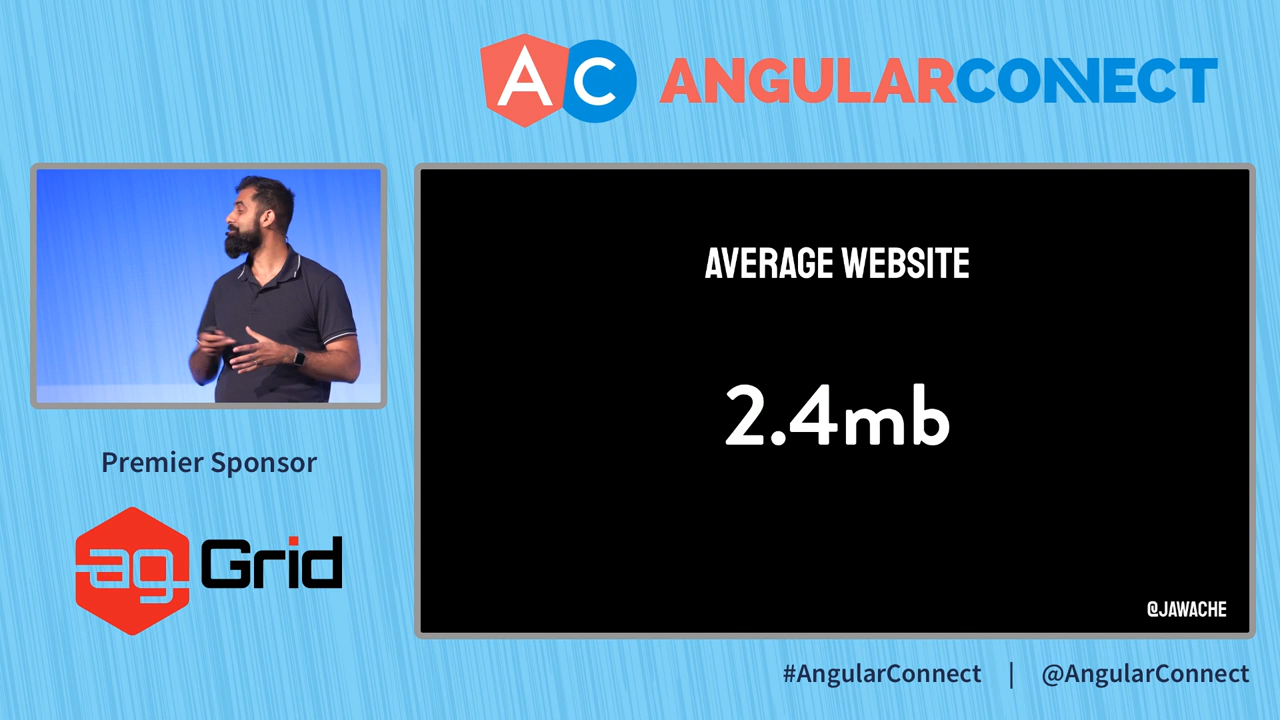 AC ANGULARCONNECT
AVERAGE WEBSITE
2.4mb
@JAWACHE
Premier Sponsor
ag Grid
#AngularConnect | @AngularConnect